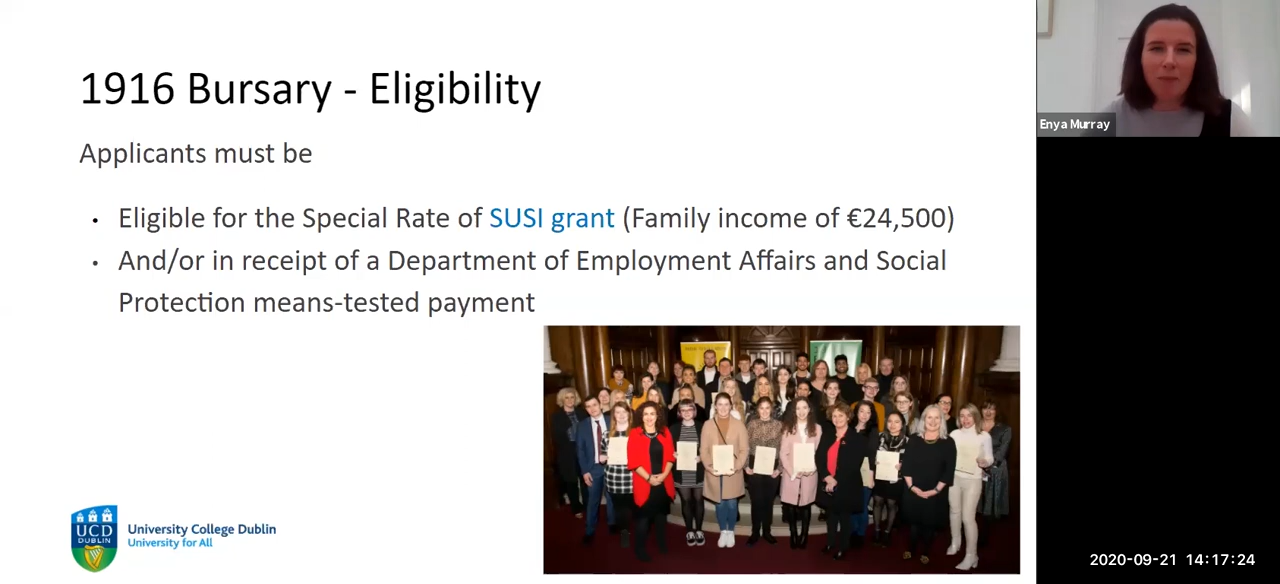 1916 Bursary - Eligibility
Applicants must be
• Eligible for the Special Rate of SUSI grant (Family income of €24,500)
• And/or in receipt of a Department of Employment Affairs and Social
Protection means-tested payment
UCD
DUBLIN
University College Dublin
University for All
Enya Murray
2020-09-21 14:17:24